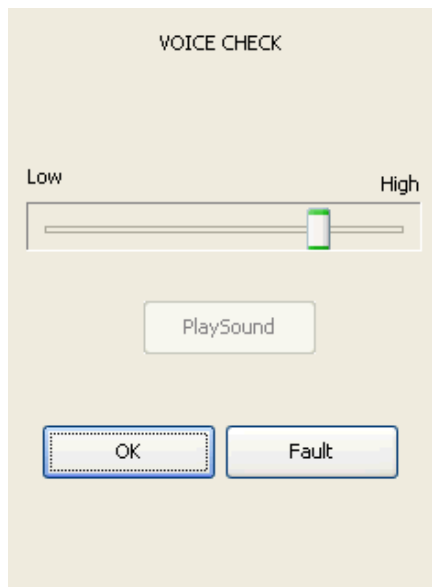 VOICE CHECK
Low
High
PlaySound
OK
Fault